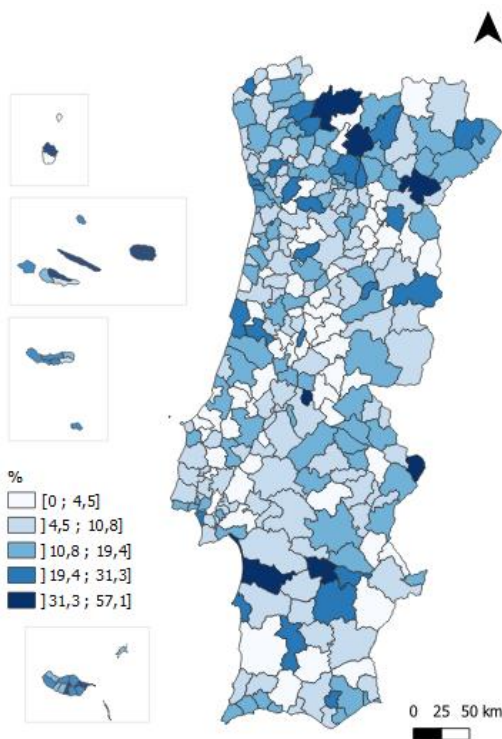 %
[0 ; 4,5]
]4,5 ; 10,8]
]10,8 ; 19,4]
]19,4 ; 31,3]
]31,3 ; 57,1]
0 25 50 km